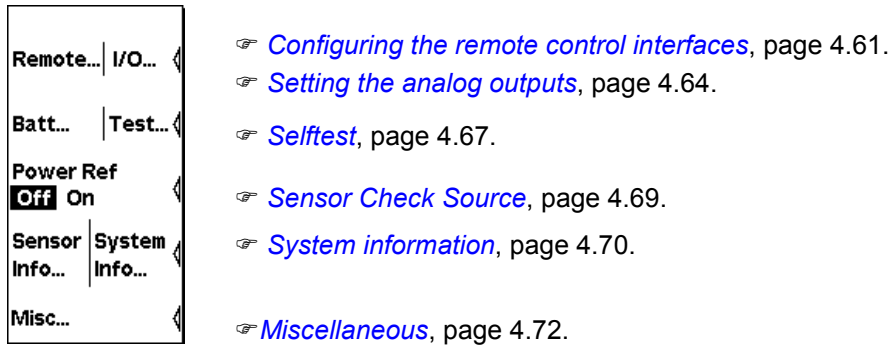 Remote... I/O...
☞ Configuring the remote control interfaces, page 4.61.
☞ Setting the analog outputs, page 4.64.
Batt... Test...
☞ Selftest, page 4.67.
Power Ref
Off On
☞ Sensor Check Source, page 4.69.
Sensor System
Info... Info...
☞ System information, page 4.70.
Misc...
☞ Miscellaneous, page 4.72.